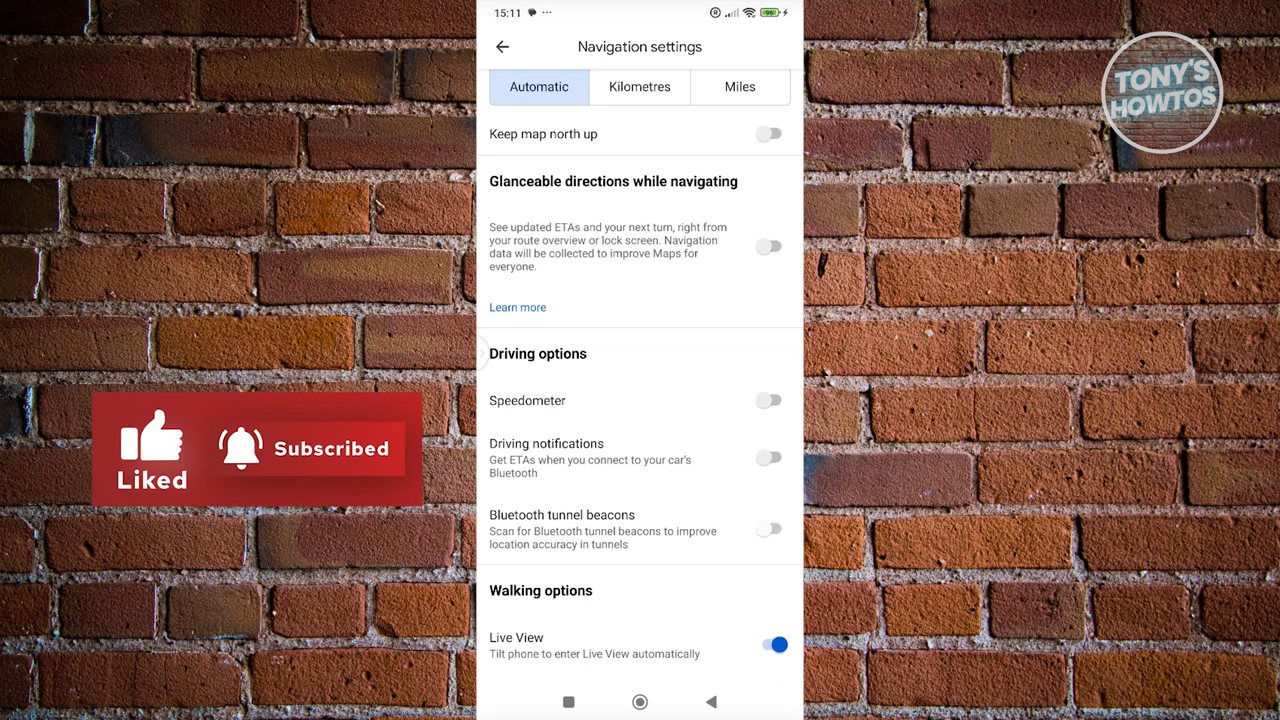 15:11
96
Navigation settings
TONY'S
HOWTOS
Automatic
Kilometres
Miles
Keep map north up
Glanceable directions while navigating
See updated ETAs and your next turn, right from
your route overview or lock screen. Navigation
data will be collected to improve Maps for
everyone.
Learn more
Driving options
Speedometer
Driving notifications
Get ETAs when you connect to your car's
Bluetooth
Liked
Subscribed
Bluetooth tunnel beacons
Scan for Bluetooth tunnel beacons to improve
location accuracy in tunnels
Walking options
Live View
Tilt phone to enter Live View automatically